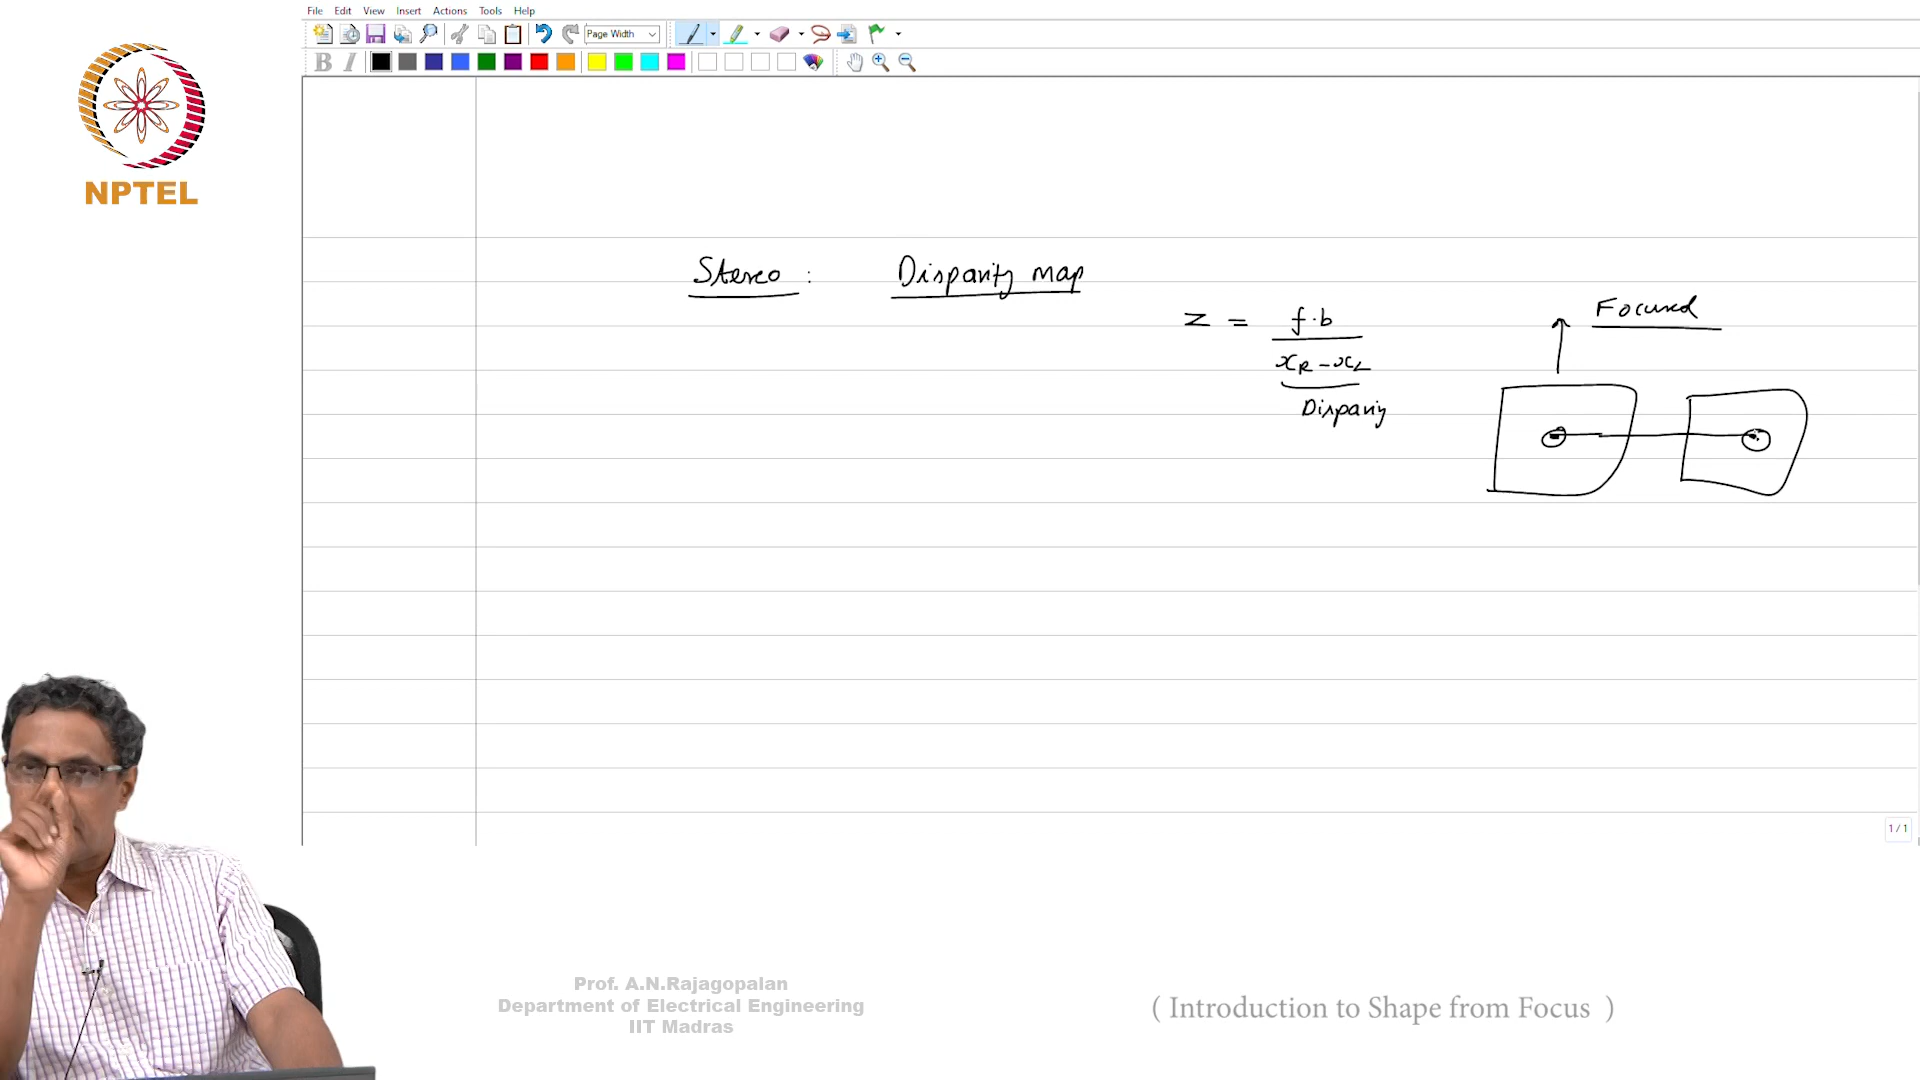 File Edit View Insert Actions Tools Help
Page Width
B I
NPTEL
Stereo : Disparity map
Z = f·b
x_R - x_L
Disparity
Focused
1 / 1
Prof. A.N.Rajagopalan
Department of Electrical Engineering
IIT Madras
( Introduction to Shape from Focus )